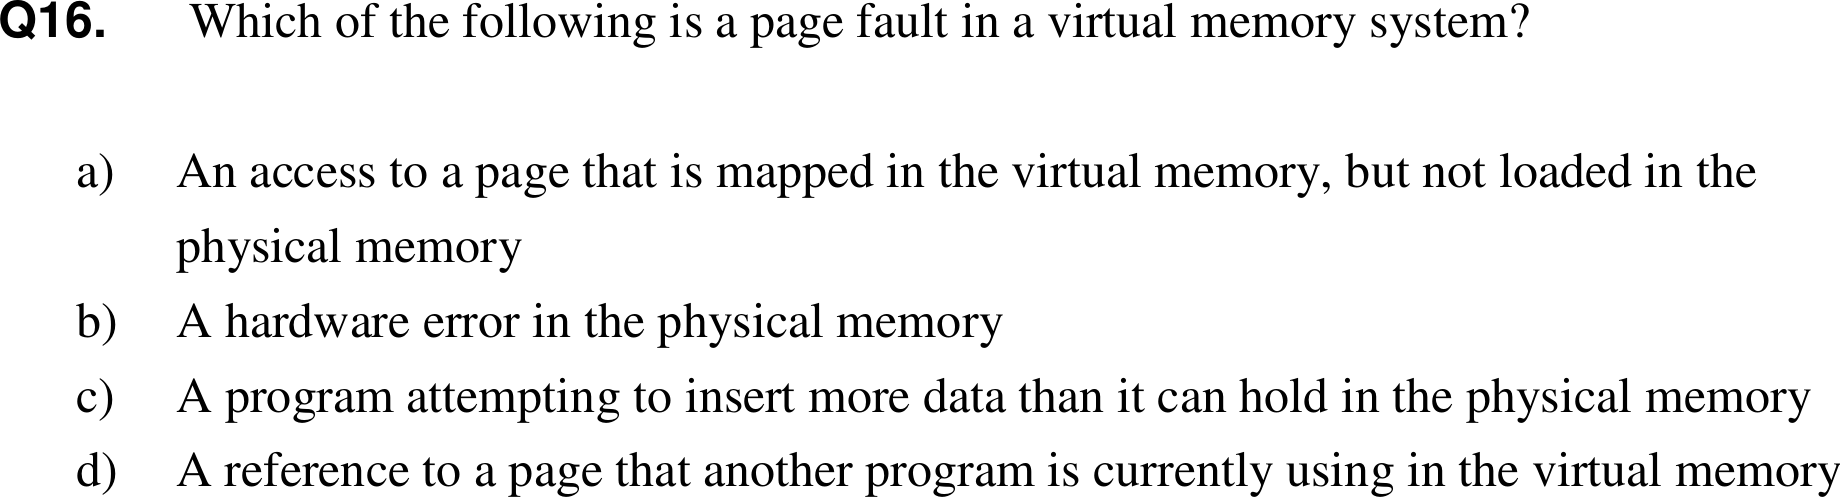 Q16. Which of the following is a page fault in a virtual memory system?
a) An access to a page that is mapped in the virtual memory, but not loaded in the
physical memory
b) A hardware error in the physical memory
c) A program attempting to insert more data than it can hold in the physical memory
d) A reference to a page that another program is currently using in the virtual memory